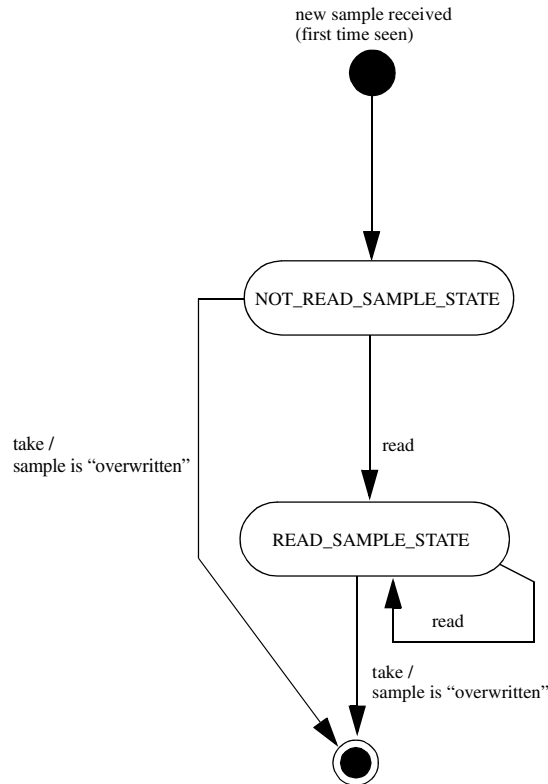 new sample received
(first time seen)
NOT_READ_SAMPLE_STATE
take /
sample is “overwritten”
read
READ_SAMPLE_STATE
read
take /
sample is “overwritten”